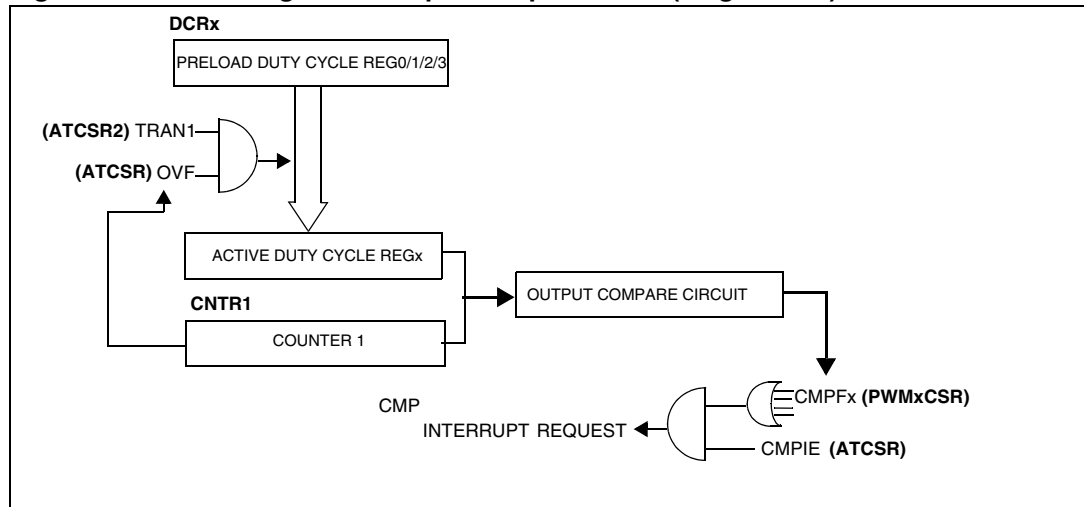 DCRx
PRELOAD DUTY CYCLE REG0/1/2/3
(ATCSR2) TRAN1
(ATCSR) OVF
ACTIVE DUTY CYCLE REGx
CNTR1
OUTPUT COMPARE CIRCUIT
COUNTER 1
CMPFx (PWMxCSR)
CMP
INTERRUPT REQUEST
CMPIE (ATCSR)